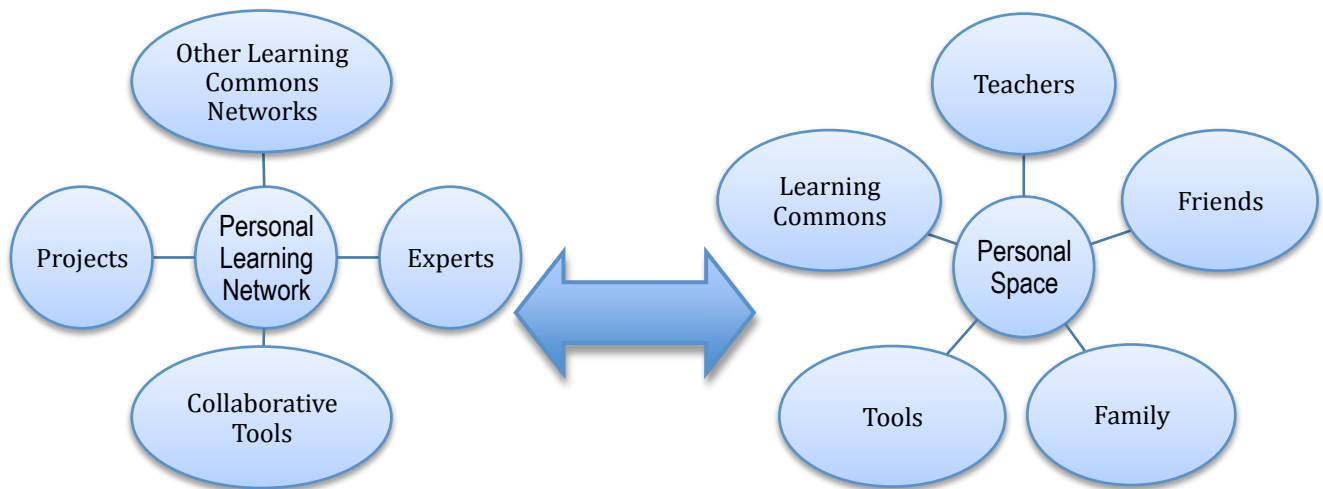 Other Learning
Commons
Networks
Projects
Personal
Learning
Network
Experts
Collaborative
Tools
Teachers
Learning
Commons
Friends
Personal
Space
Tools
Family